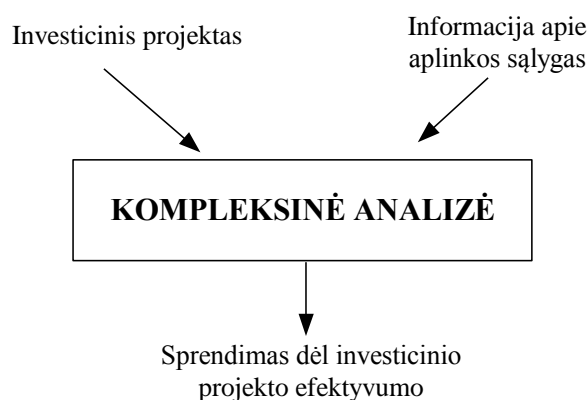 Investicinis projektas
Informacija apie
aplinkos sąlygas
KOMPLEKSINĖ ANALIZĖ
Sprendimas dėl investicinio
projekto efektyvumo